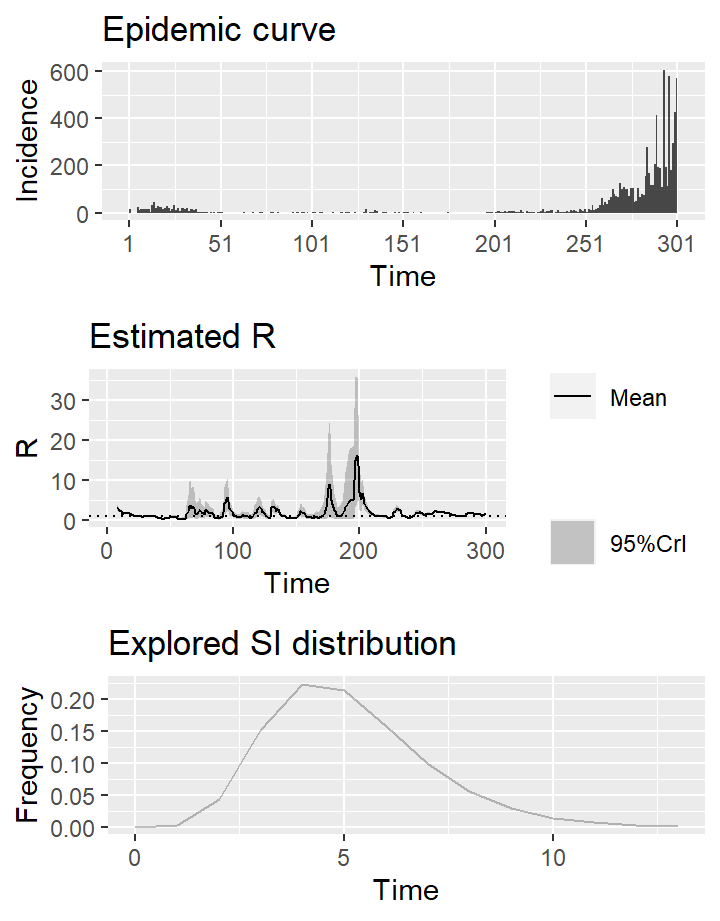 Epidemic curve
Incidence
600
400
200
0
1 51 101 151 201 251 301
Time
Estimated R
R
30
20
10
0
0 100 200 300
Time
Mean
95%CrI
Explored SI distribution
Frequency
0.20
0.15
0.10
0.05
0.00
0 5 10
Time